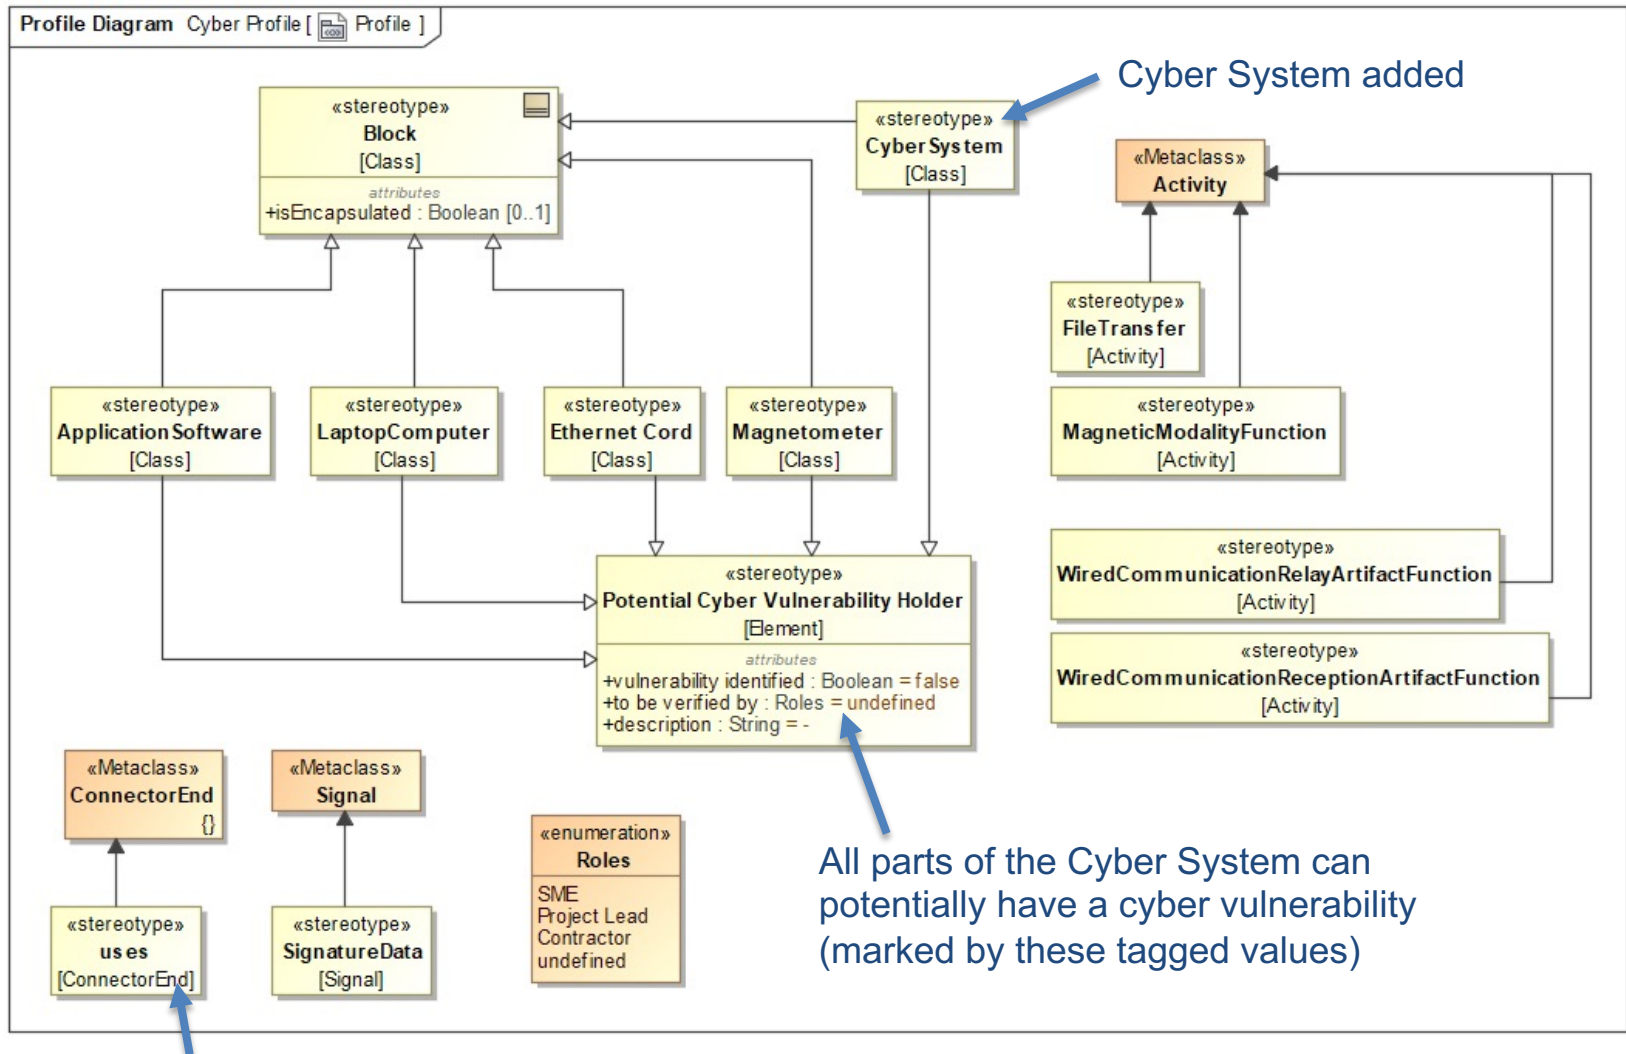 Profile Diagram Cyber Profile [ Profile ]
Cyber System added
«stereotype»
Block
[Class]
attributes
+isEncapsulated : Boolean [0..1]
«stereotype»
CyberSystem
[Class]
«Metaclass»
Activity
«stereotype»
FileTransfer
[Activity]
«stereotype»
ApplicationSoftware
[Class]
«stereotype»
LaptopComputer
[Class]
«stereotype»
Ethernet Cord
[Class]
«stereotype»
Magnetometer
[Class]
«stereotype»
MagneticModalityFunction
[Activity]
«stereotype»
WiredCommunicationRelayArtifactFunction
[Activity]
«stereotype»
Potential Cyber Vulnerability Holder
[Element]
attributes
+vulnerability identified : Boolean = false
+to be verified by : Roles = undefined
+description : String = -
«stereotype»
WiredCommunicationReceptionArtifactFunction
[Activity]
«Metaclass»
ConnectorEnd
{}
«Metaclass»
Signal
«stereotype»
uses
[ConnectorEnd]
«stereotype»
SignatureData
[Signal]
«enumeration»
Roles
SME
Project Lead
Contractor
undefined
All parts of the Cyber System can
potentially have a cyber vulnerability
(marked by these tagged values)